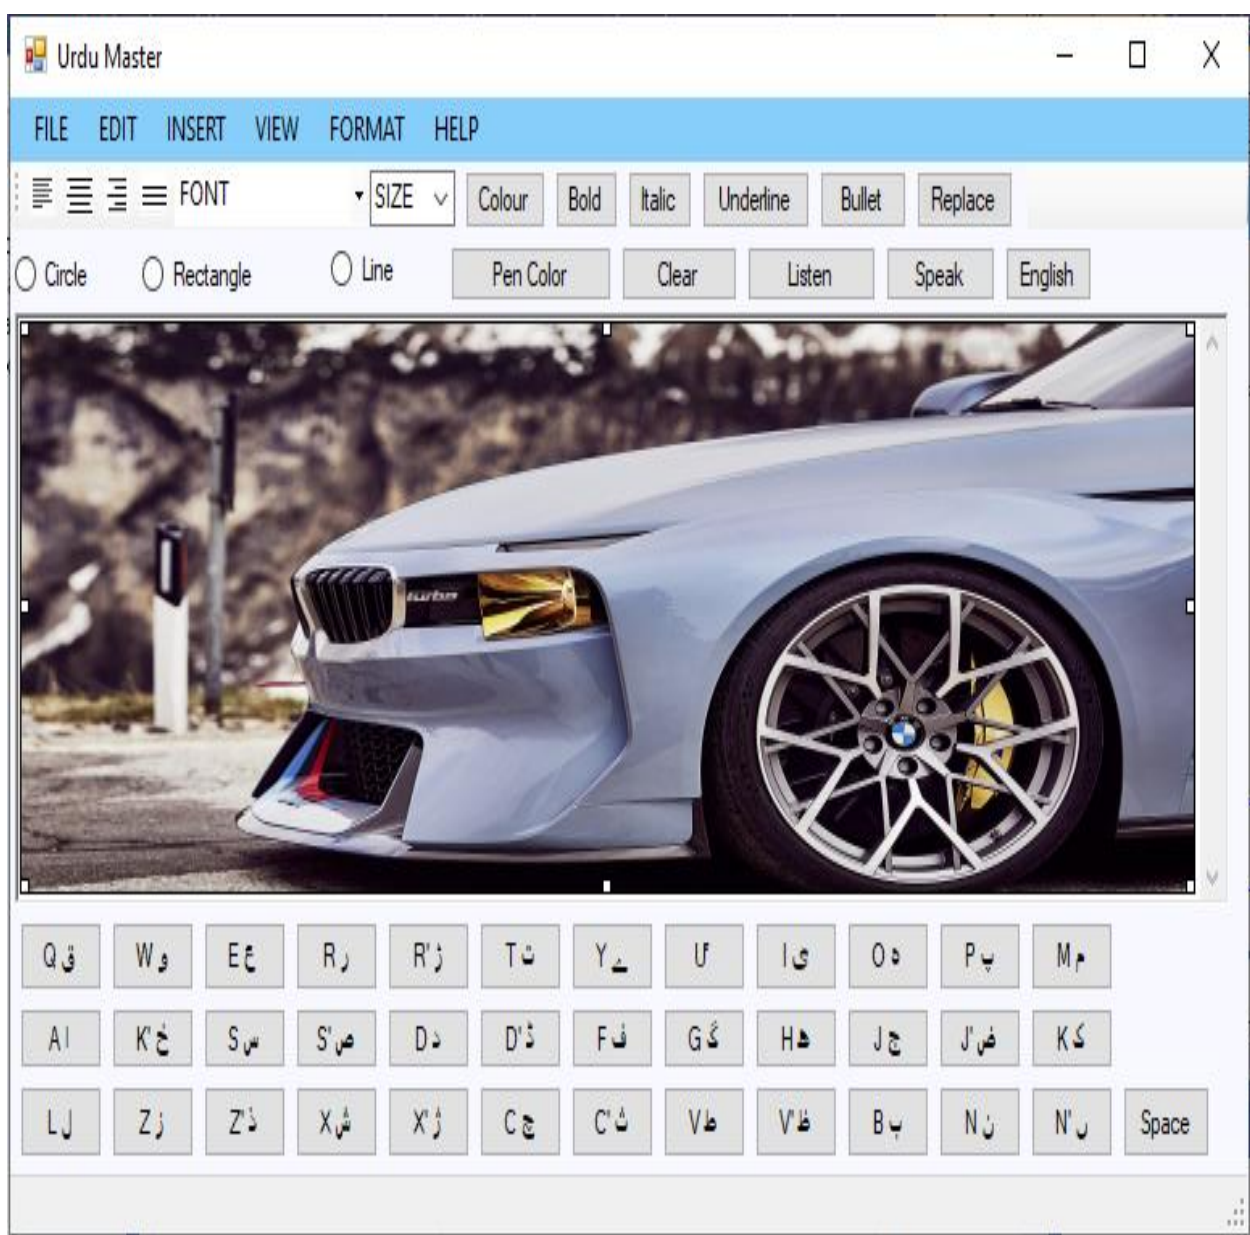 Urdu Master
FILE EDIT INSERT VIEW FORMAT HELP
FONT SIZE Colour Bold Italic Underline Bullet Replace
Circle Rectangle Line Pen Color Clear Listen Speak English
turbo
Q ق W و E ع R ر R' ڑ T ت Y ے U ئ I ی O ہ P پ M م
A ا K' خ S س S' ص D د D' ڈ F ف G گ H ھ J ج J' ض K ک
L ل Z ز Z' ذ X ش X' ژ C چ C' ث V ط V' ظ B ب N ن N' ں Space